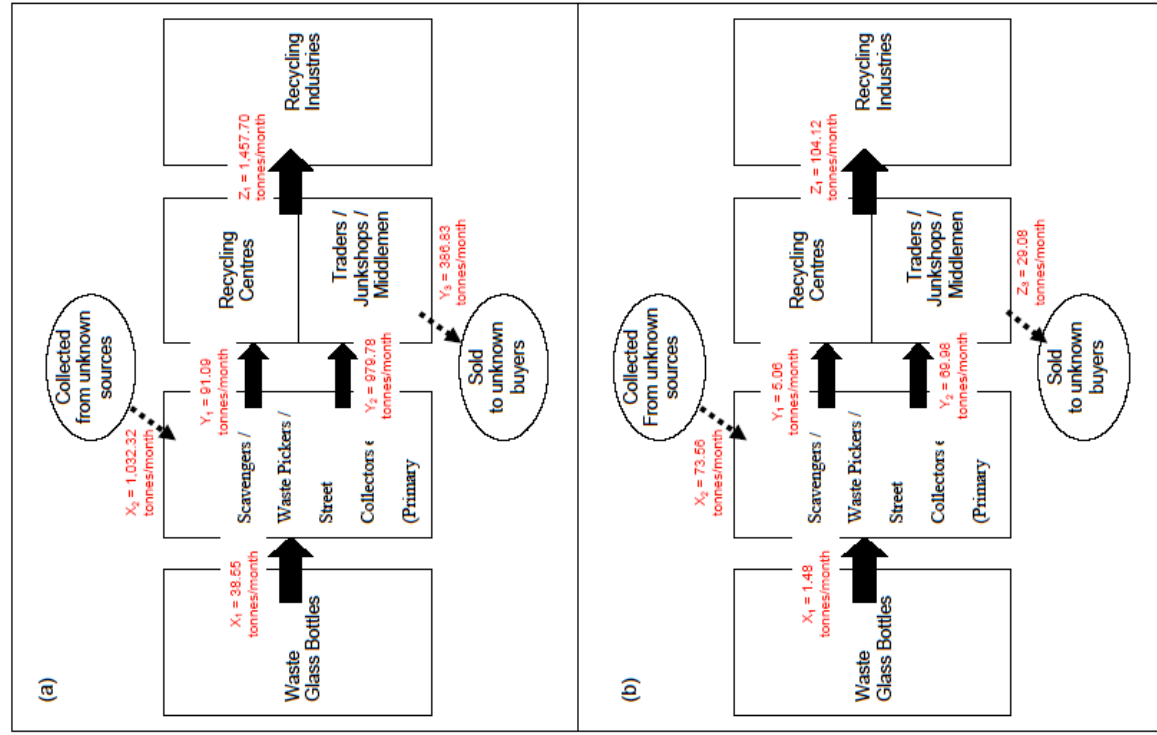 (a)
Collected
from unknown
sources
X₂ = 1,032.32
tonnes/month
X₁ = 38.55
tonnes/month
Waste
Glass Bottles
Scavengers /
Waste Pickers /
Street
Collectors €
(Primary
Y₁ = 91.09
tonnes/month
Y₂ = 979.78
tonnes/month
Recycling
Centres
Traders /
Junkshops /
Middlemen
Z₁ = 1,457.70
tonnes/month
Y₃ = 386.83
tonnes/month
Sold
to unknown
buyers
Recycling
Industries
(b)
Collected
From unknown
sources
X₂ = 73.56
tonnes/month
X₁ = 1.48
tonnes/month
Waste
Glass Bottles
Scavengers /
Waste Pickers /
Street
Collectors €
(Primary
Y₁ = 5.06
tonnes/month
Y₂ = 69.98
tonnes/month
Recycling
Centres
Traders /
Junkshops /
Middlemen
Z₁ = 104.12
tonnes/month
Z₃ = 29.08
tonnes/month
Sold
to unknown
buyers
Recycling
Industries